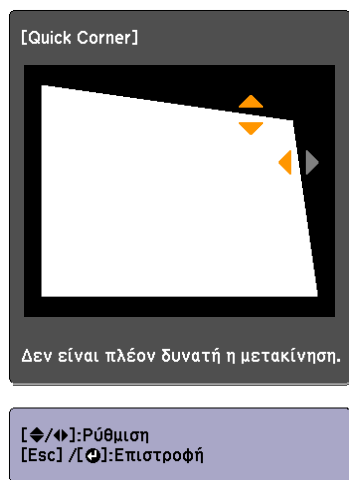 [Quick Corner]
Δεν είναι πλέον δυνατή η μετακίνηση.
[◆/◆]:Ρύθμιση
[Esc] /[⏎]:Επιστροφή